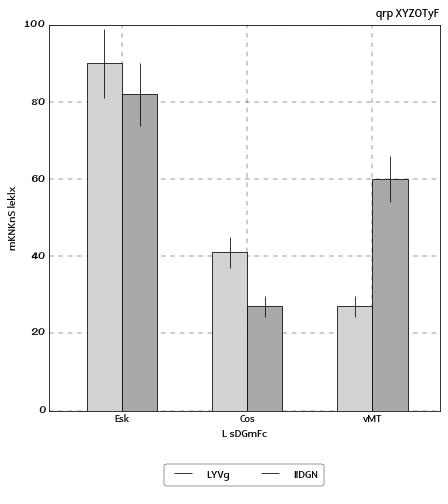 qrp XYZOTyF
100
80
60
40
20
0
mKNKnS leklx
Esk Cos vMT
L sDGmFc
LYVg IIDGN